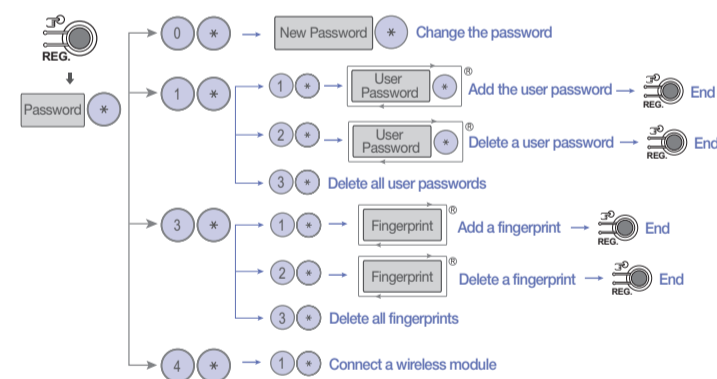 REG.
Password *
0 * New Password * Change the password
1 * 1 * User Password * ® Add the user password REG. End
2 * User Password * ® Delete a user password REG. End
3 * Delete all user passwords
3 * 1 * Fingerprint ® Add a fingerprint REG. End
2 * Fingerprint ® Delete a fingerprint REG. End
3 * Delete all fingerprints
4 * 1 * Connect a wireless module